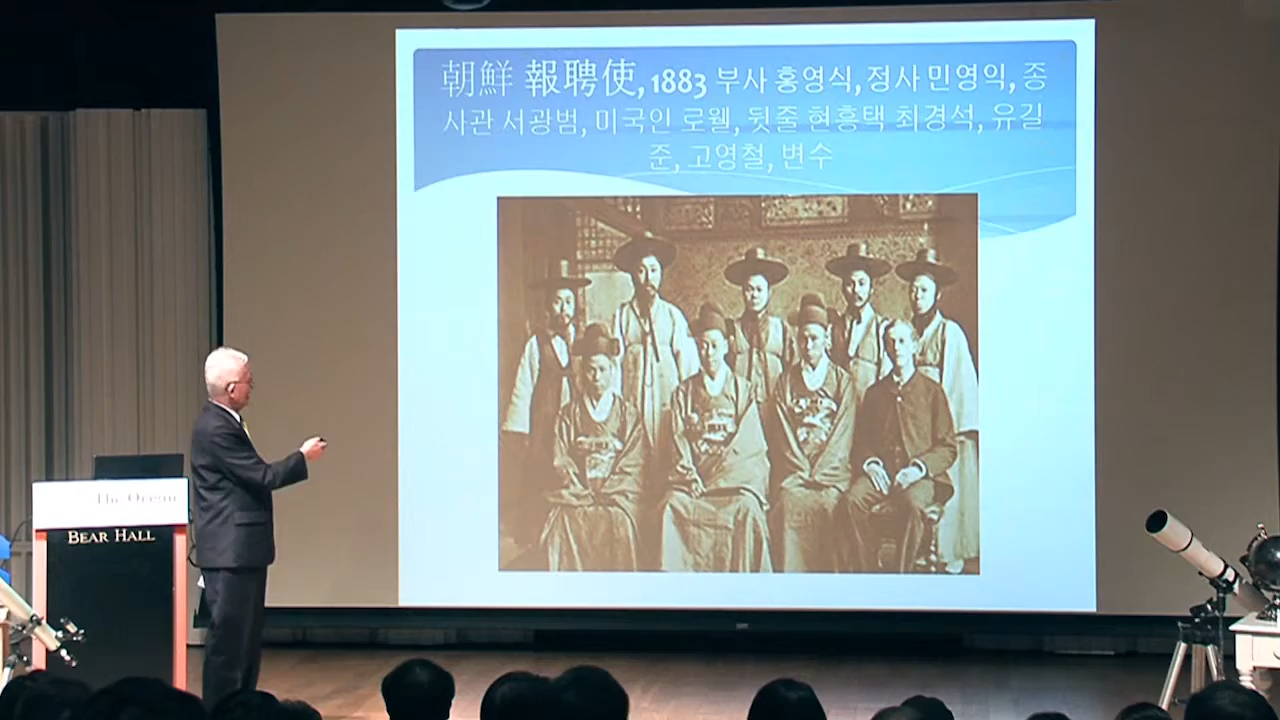 朝鮮 報聘使, 1883 부사 홍영식, 정사 민영익, 종
사관 서광범, 미국인 로웰, 뒷줄 현흥택 최경석, 유길
준, 고영철, 변수
BEAR HALL